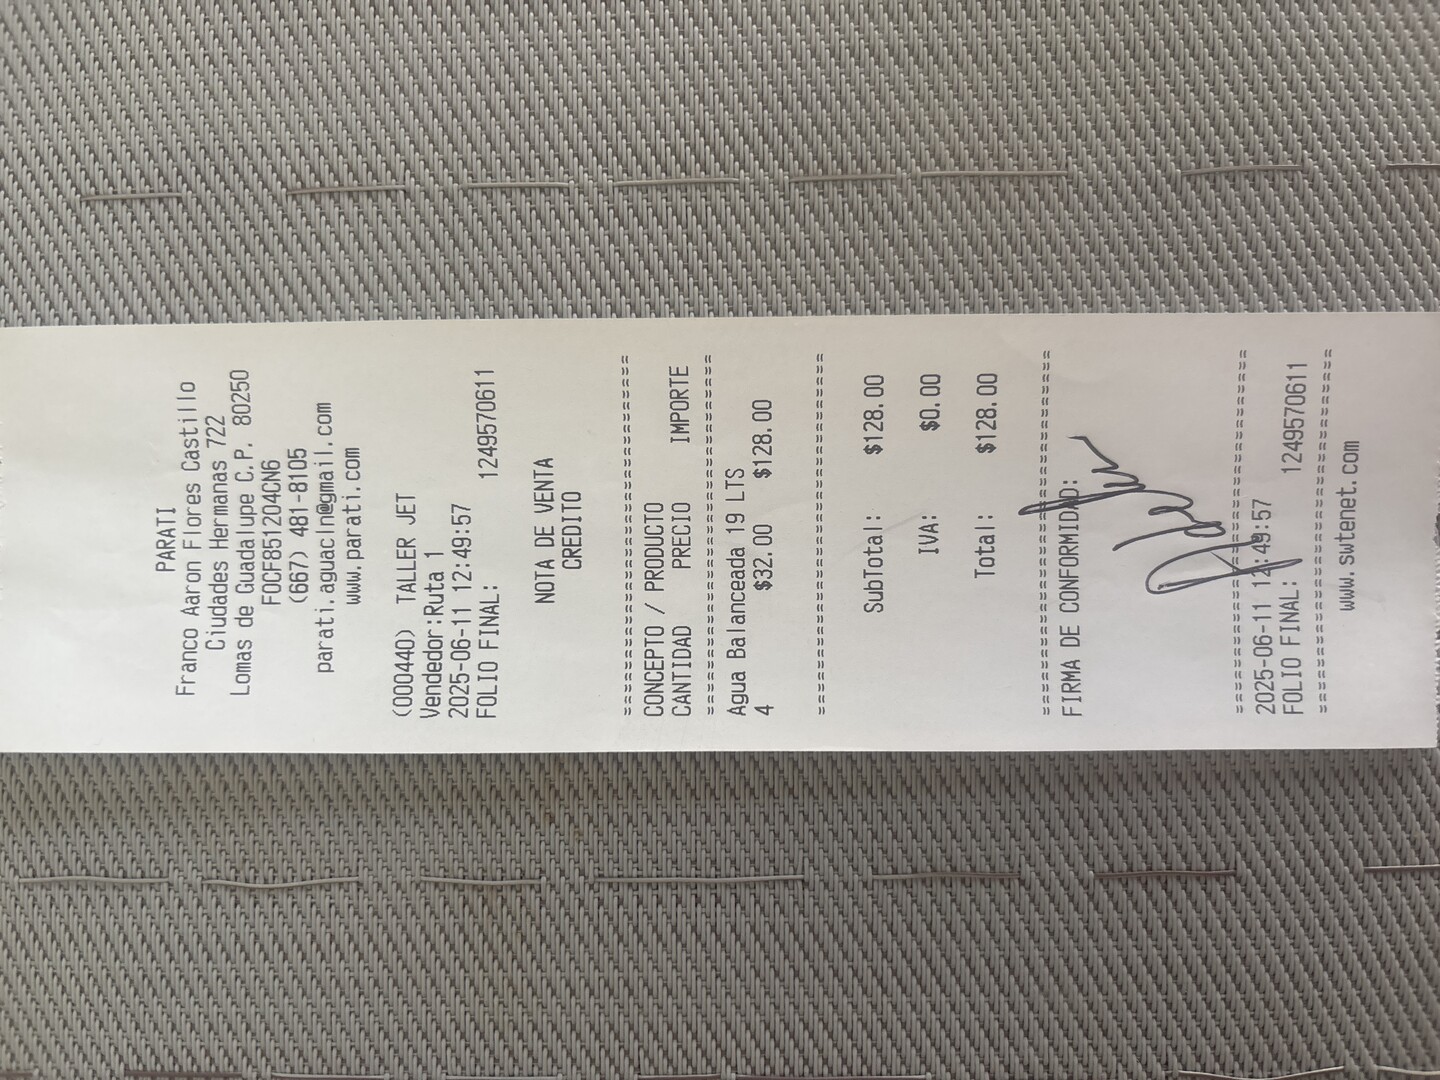 PARATI
Franco Aaron Flores Castillo
Ciudades Hermanas 722
Lomas de Guadalupe C.P. 80250
FOCF851204GN6
(667) 481-8105
parati.aguacln@gmail.com
www.parati.com
(000440) TALLER JET
Vendedor:Ruta 1
2025-06-11 12:49:57
FOLIO FINAL: 1249570611
NOTA DE VENTA
CREDITO
===================================
CONCEPTO / PRODUCTO
CANTIDAD PRECIO IMPORTE
===================================
Agua Balanceada 19 LTS
4 $32.00 $128.00
===================================
SubTotal: $128.00
IVA: $0.00
Total: $128.00
===================================
FIRMA DE CONFORMIDAD:
===================================
2025-06-11 12:49:57
FOLIO FINAL: 1249570611
===================================
www.swtenet.com